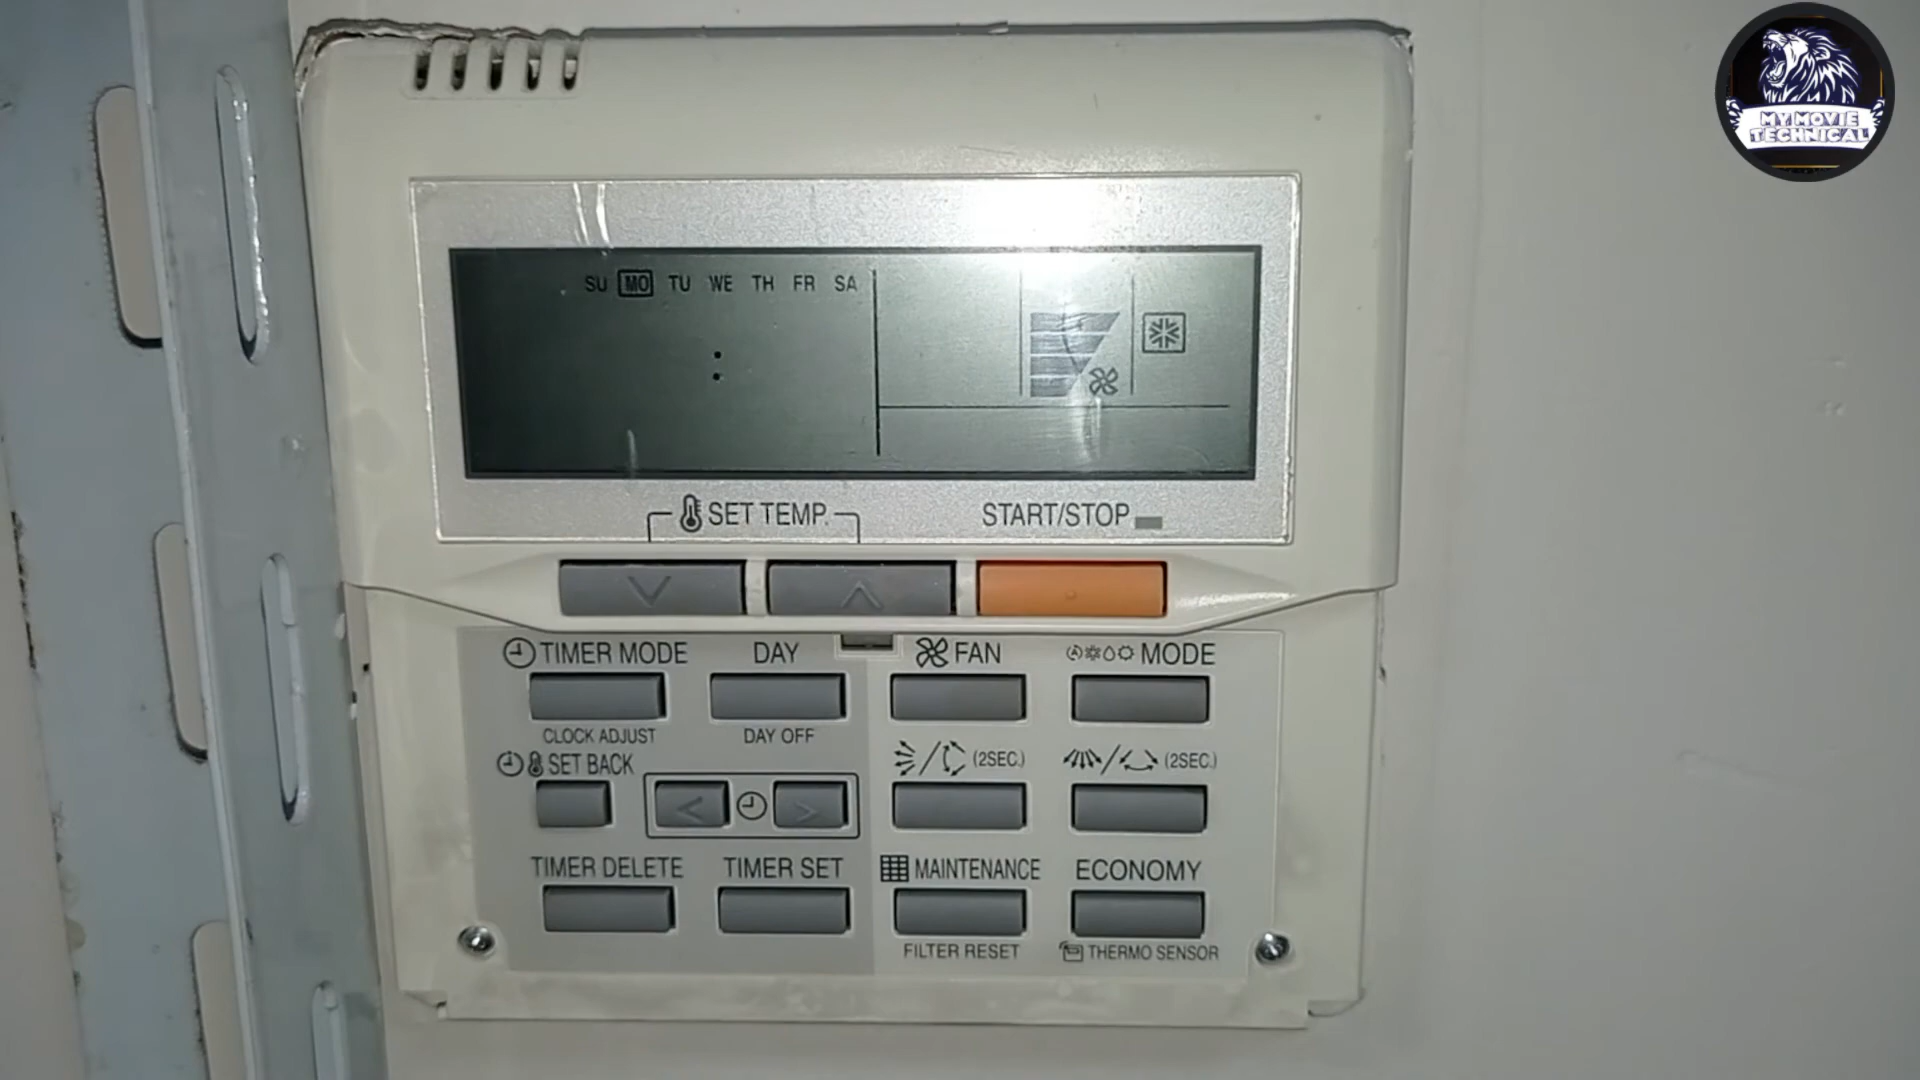 MY MOVIE
TECHNICAL
SU MO TU WE TH FR SA
:
SET TEMP.
START/STOP
TIMER MODE
DAY
FAN
MODE
CLOCK ADJUST
DAY OFF
SET BACK
(2SEC.)
(2SEC.)
TIMER DELETE
TIMER SET
MAINTENANCE
ECONOMY
FILTER RESET
THERMO SENSOR